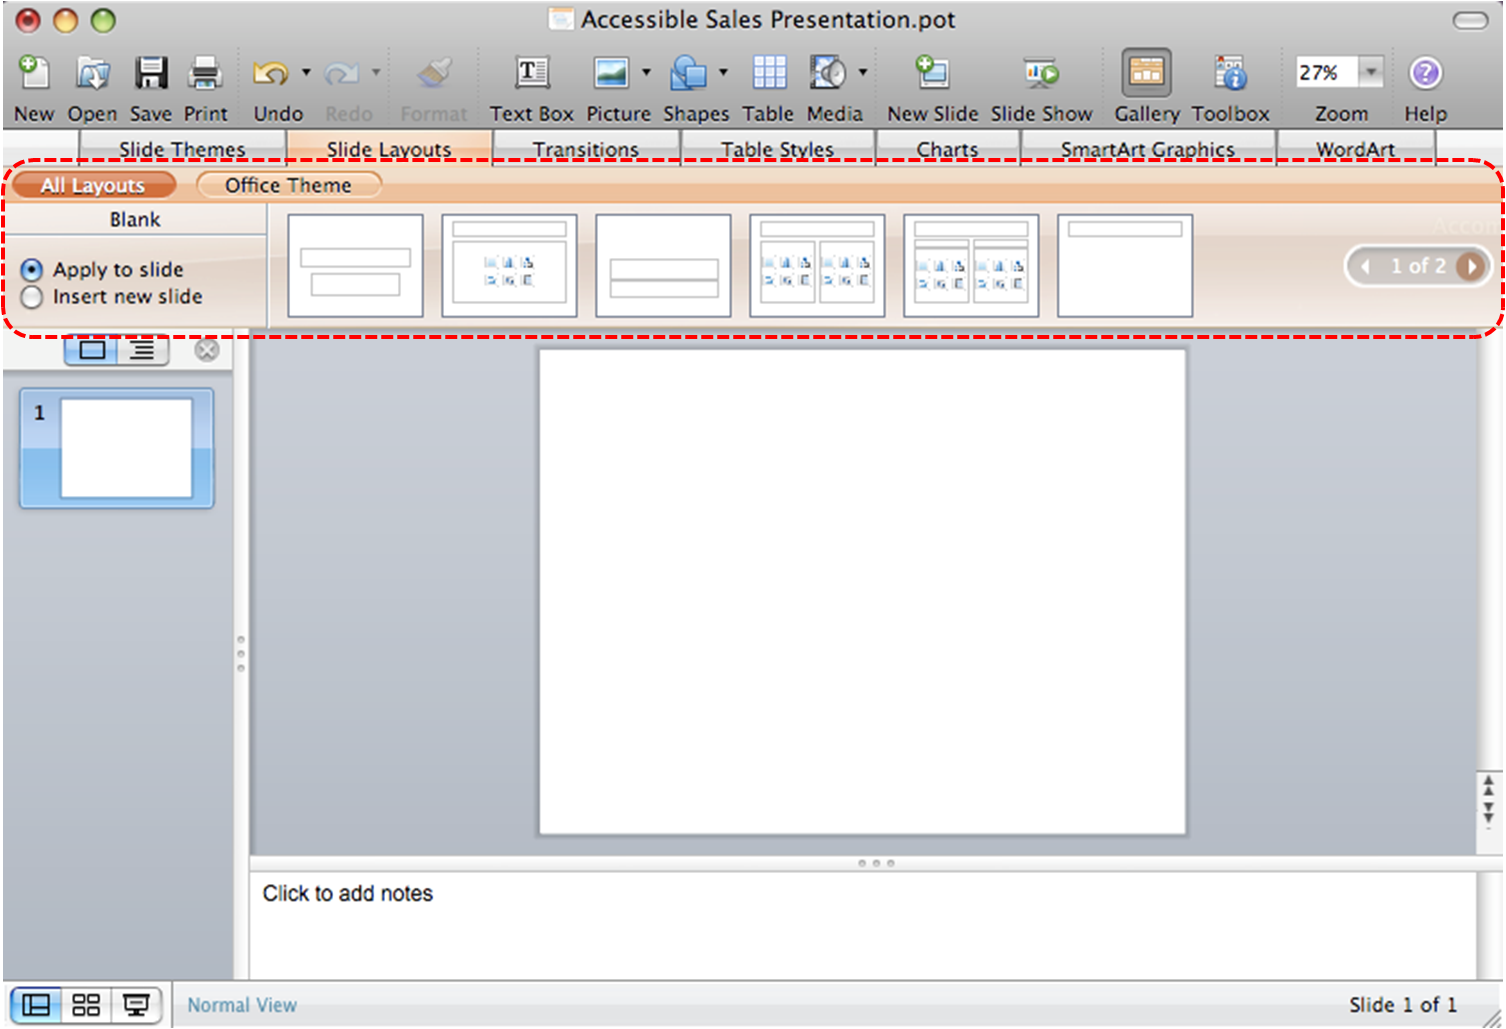 Accessible Sales Presentation.pot
New Open Save Print Undo Redo Format Text Box Picture Shapes Table Media New Slide Slide Show Gallery Toolbox 27% Zoom Help
Slide Themes Slide Layouts Transitions Table Styles Charts SmartArt Graphics WordArt
All Layouts Office Theme
Blank
Apply to slide
Insert new slide
1 of 2
1
Click to add notes
Normal View Slide 1 of 1